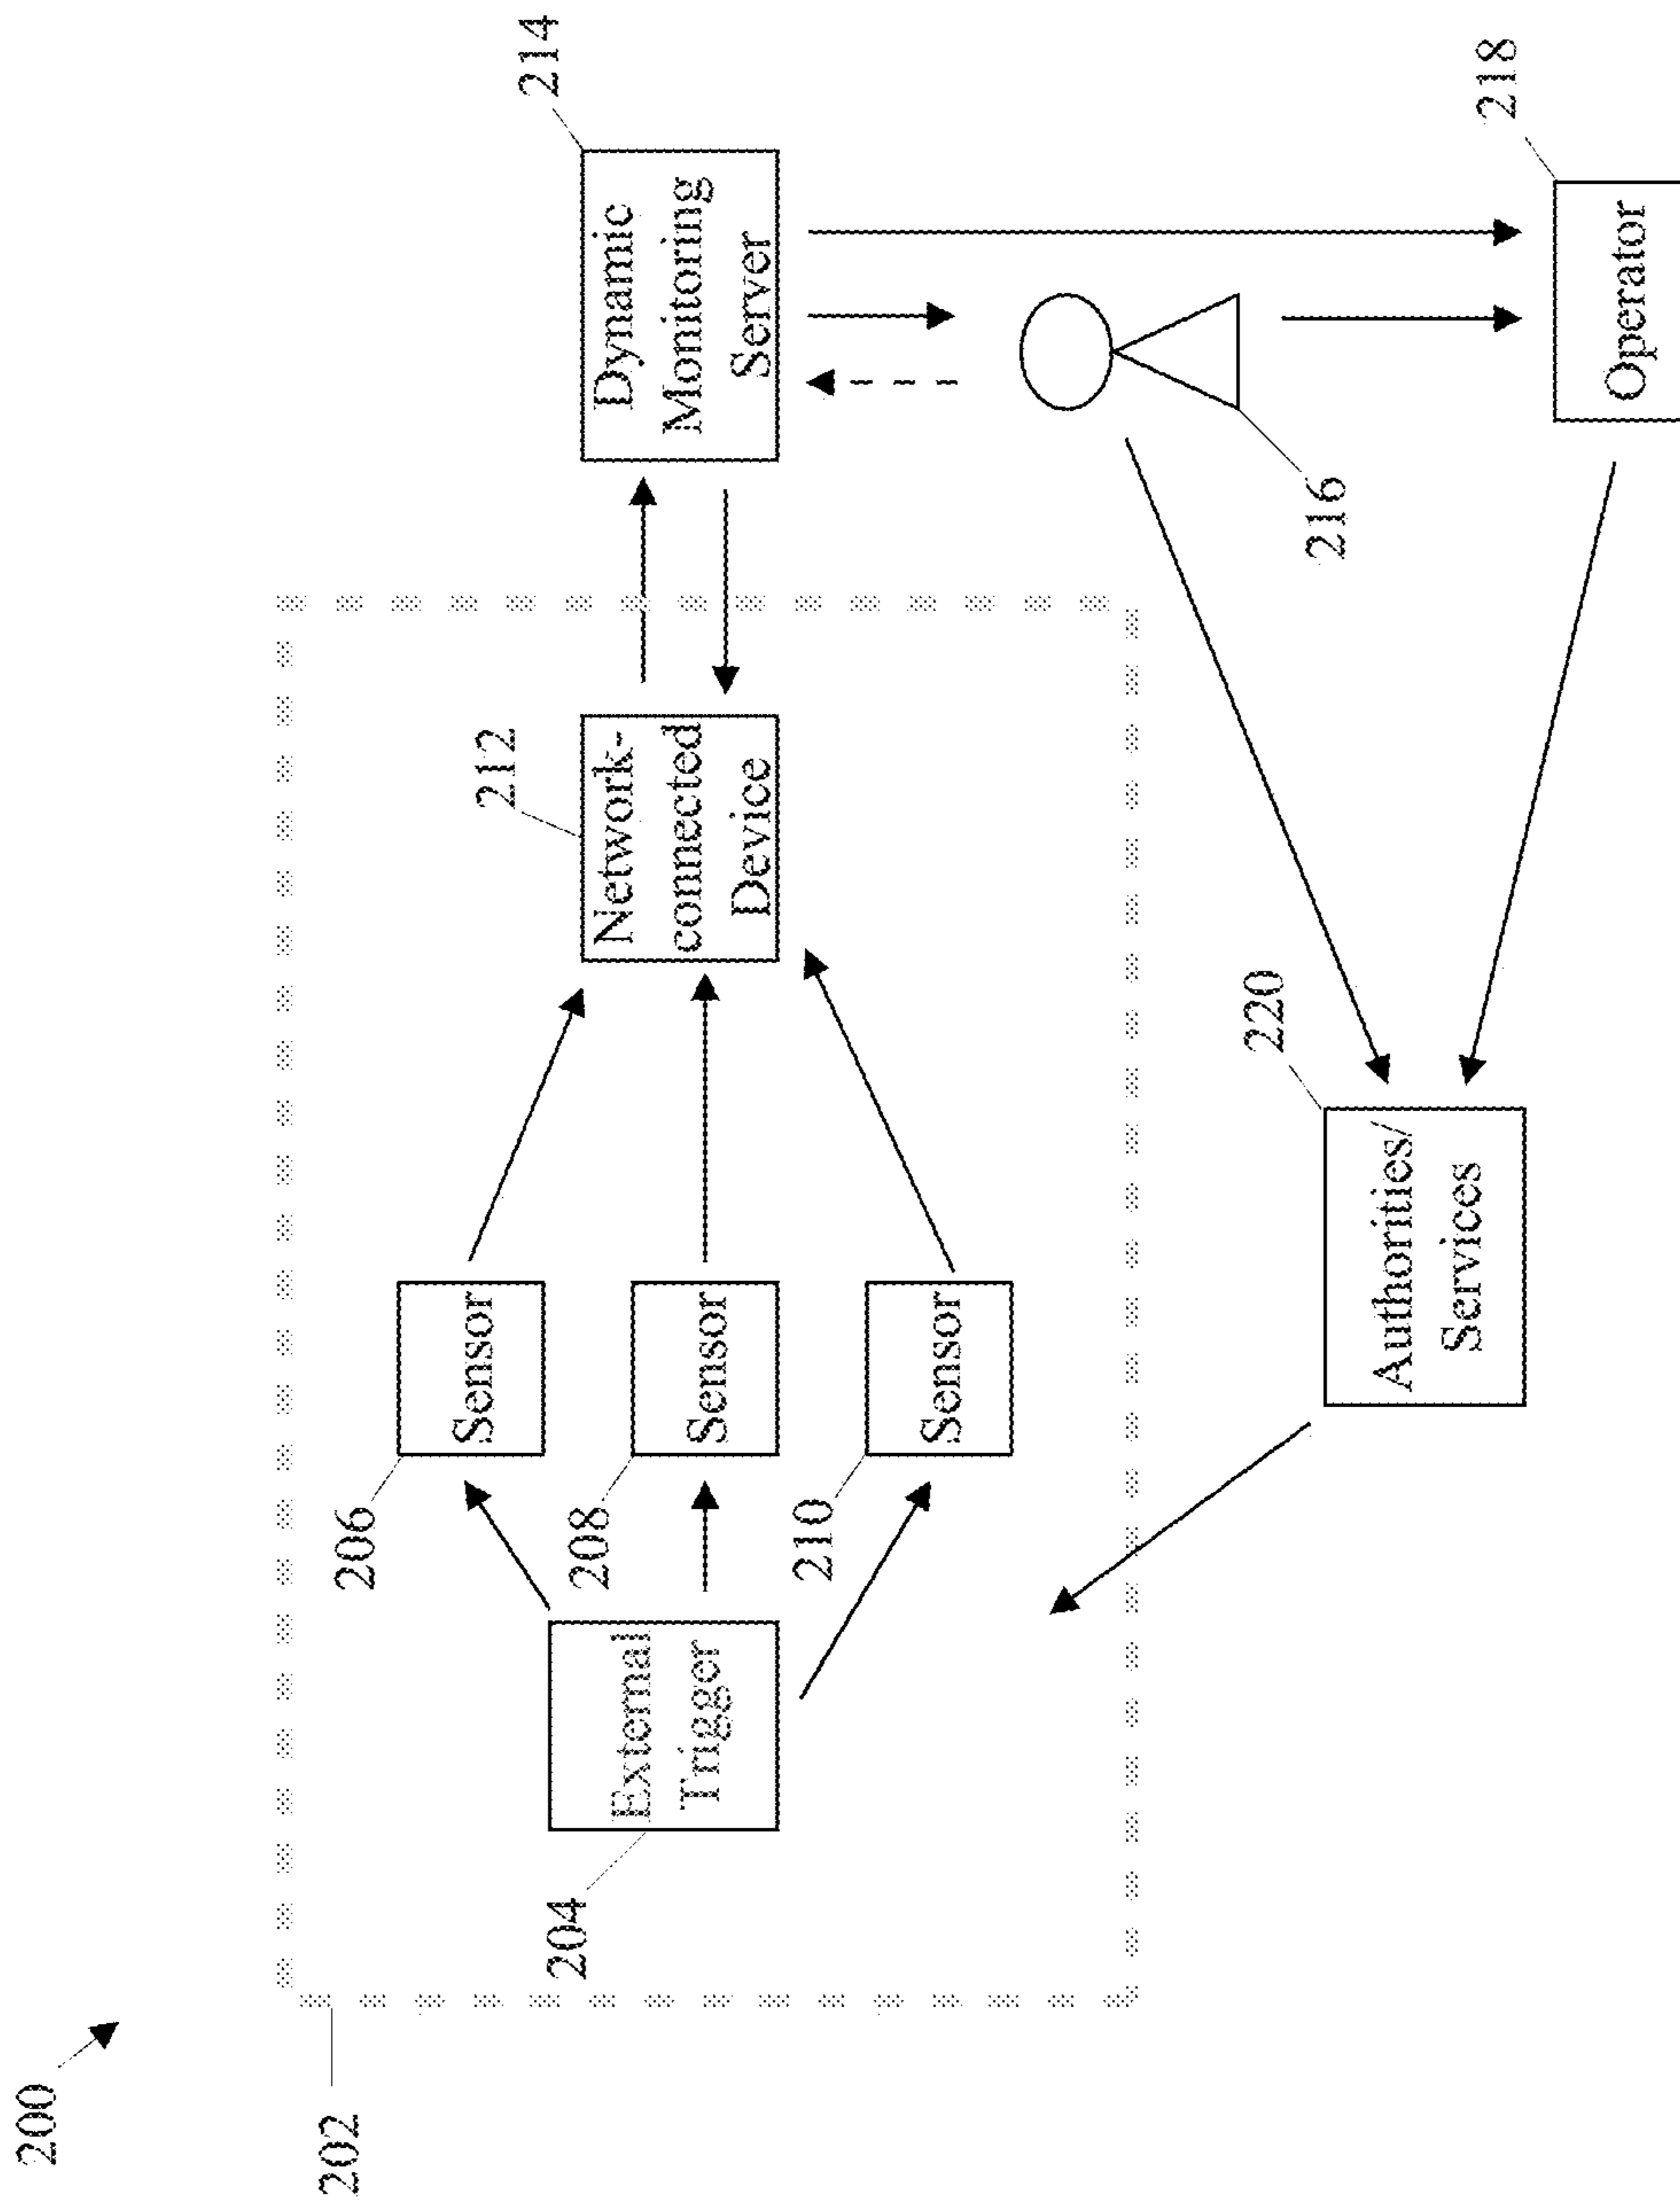 200
202
204
External
Trigger
206
Sensor
208
Sensor
210
Sensor
212
Network-
connected
Device
214
Dynamic
Monitoring
Server
216
218
Operator
220
Authorities/
Services